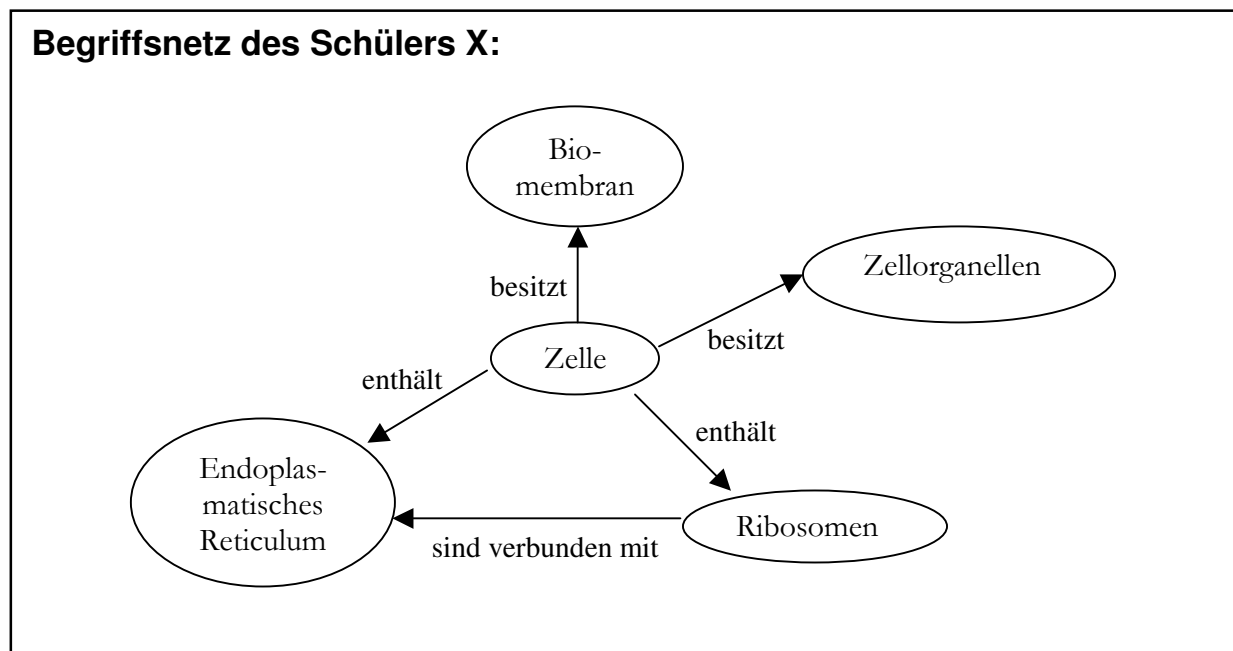 Begriffsnetz des Schülers X:
Bio-
membran
Zellorganellen
besitzt
besitzt
Zelle
enthält
enthält
Endoplas-
matisches
Reticulum
Ribosomen
sind verbunden mit